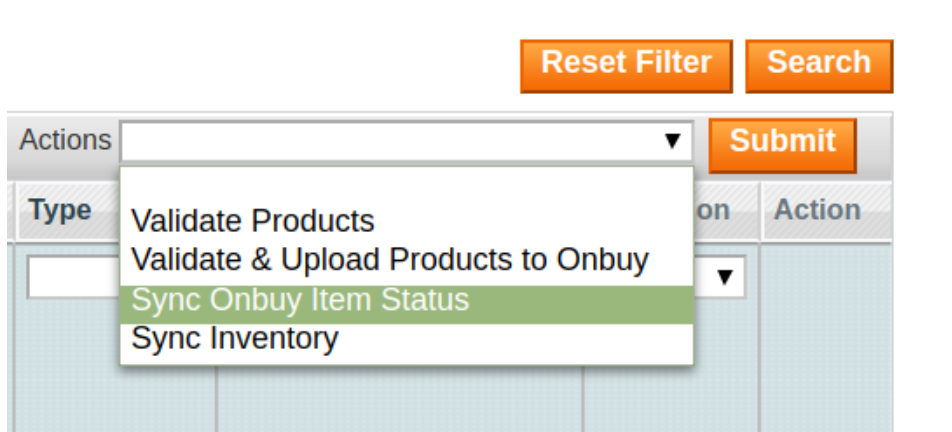 Reset Filter Search
Actions ▼ Submit
Type on Action
Validate Products
Validate & Upload Products to Onbuy
▼
Sync Onbuy Item Status
Sync Inventory